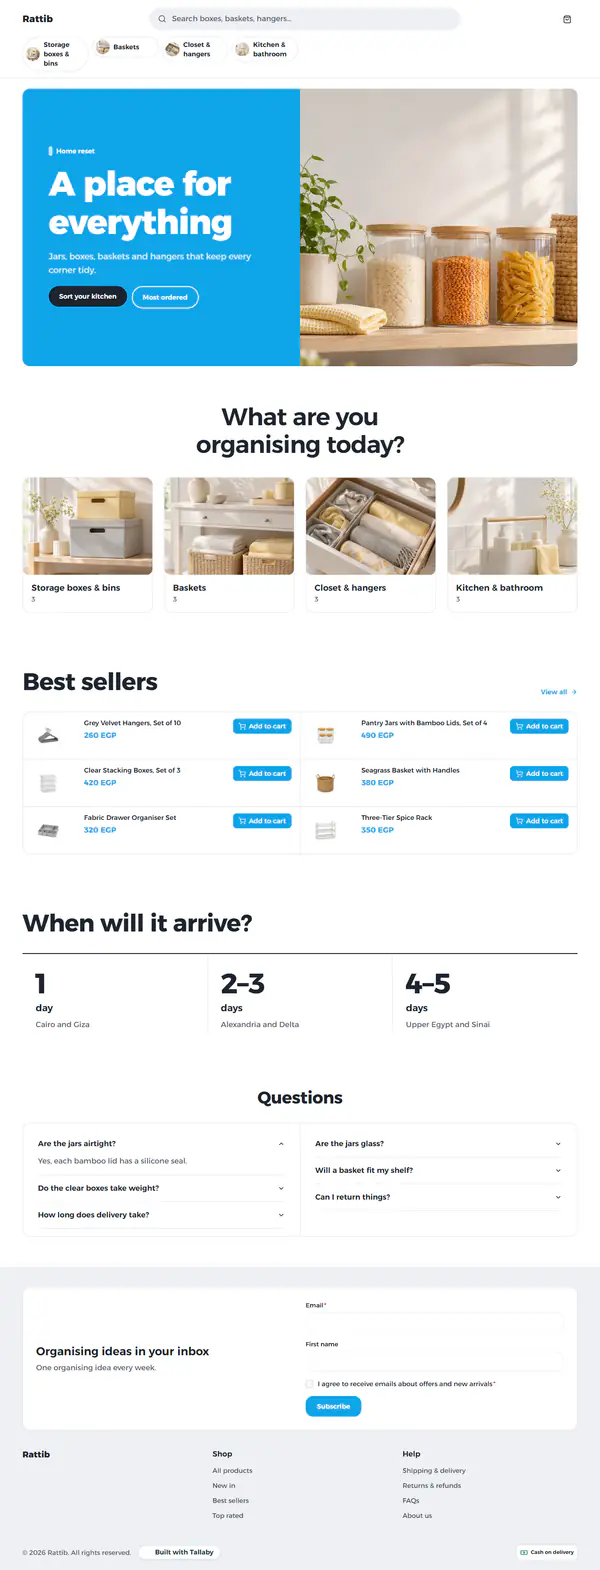 Rattib
Search boxes, baskets, hangers...
Storage
boxes &
bins
Baskets
Closet &
hangers
Kitchen &
bathroom
Home reset
A place for
everything
Jars, boxes, baskets and hangers that keep every
corner tidy.
Sort your kitchen
Most ordered
What are you
organising today?
Storage boxes & bins
3
Baskets
3
Closet & hangers
3
Kitchen & bathroom
3
Best sellers
View all
Grey Velvet Hangers, Set of 10
260 EGP
Add to cart
Pantry Jars with Bamboo Lids, Set of 4
490 EGP
Add to cart
Clear Stacking Boxes, Set of 3
420 EGP
Add to cart
Seagrass Basket with Handles
380 EGP
Add to cart
Fabric Drawer Organiser Set
320 EGP
Add to cart
Three-Tier Spice Rack
350 EGP
Add to cart
When will it arrive?
1
day
Cairo and Giza
2–3
days
Alexandria and Delta
4–5
days
Upper Egypt and Sinai
Questions
Are the jars airtight?
Yes, each bamboo lid has a silicone seal.
Do the clear boxes take weight?
How long does delivery take?
Are the jars glass?
Will a basket fit my shelf?
Can I return things?
Organising ideas in your inbox
One organising idea every week.
Email*
First name
I agree to receive emails about offers and new arrivals*
Subscribe
Rattib
Shop
All products
New in
Best sellers
Top rated
Help
Shipping & delivery
Returns & refunds
FAQs
About us
© 2026 Rattib. All rights reserved.
Built with Tallaby
Cash on delivery